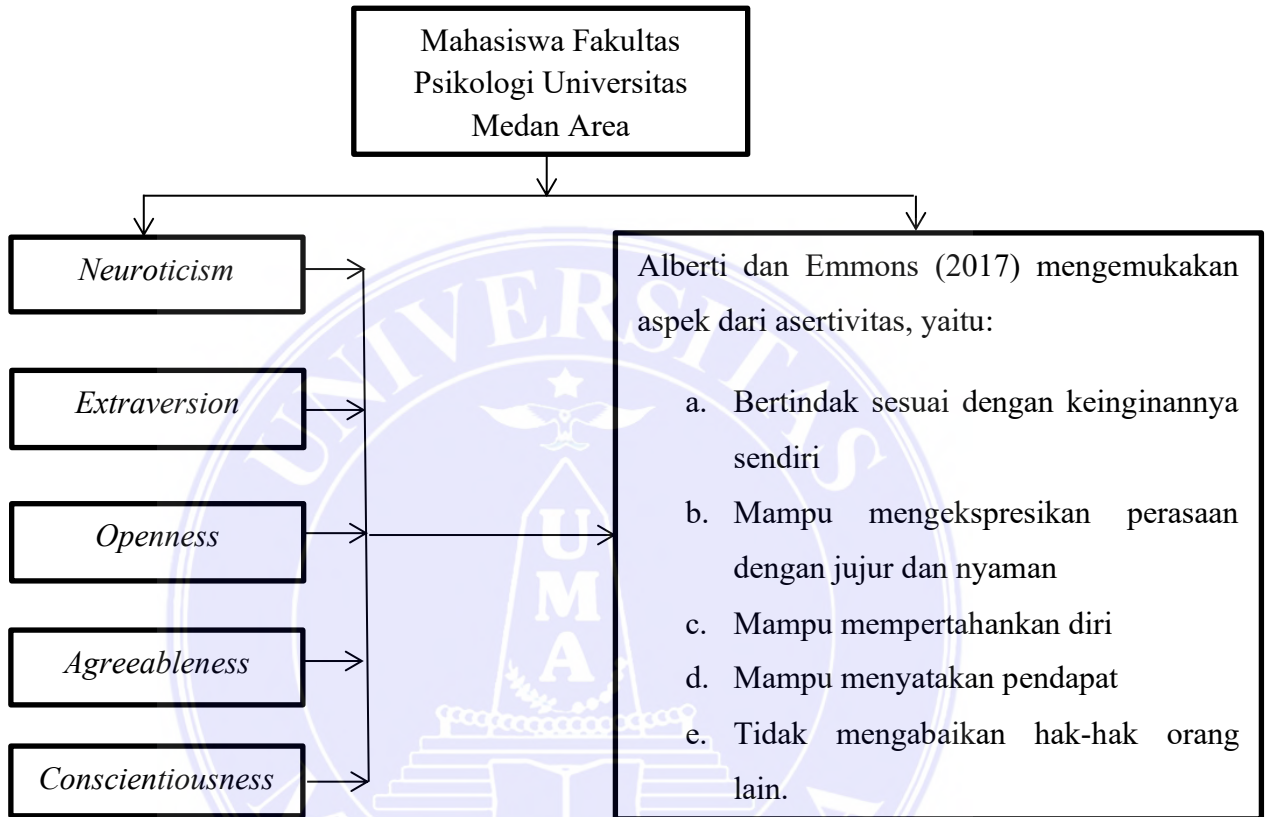 Mahasiswa Fakultas
Psikologi Universitas
Medan Area
Neuroticism
Extraversion
Openness
Agreeableness
Conscientiousness
Alberti dan Emmons (2017) mengemukakan
aspek dari asertivitas, yaitu:
a. Bertindak sesuai dengan keinginannya
sendiri
b. Mampu mengekspresikan perasaan
dengan jujur dan nyaman
c. Mampu mempertahankan diri
d. Mampu menyatakan pendapat
e. Tidak mengabaikan hak-hak orang
lain.
UNIVERSITAS
U
M
A